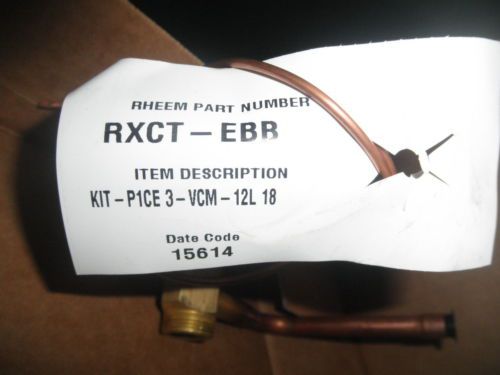 RHEEM PART NUMBER
RXCT-EBB
ITEM DESCRIPTION
KIT-P1CE 3-VCM-12L 18
Date Code
15614